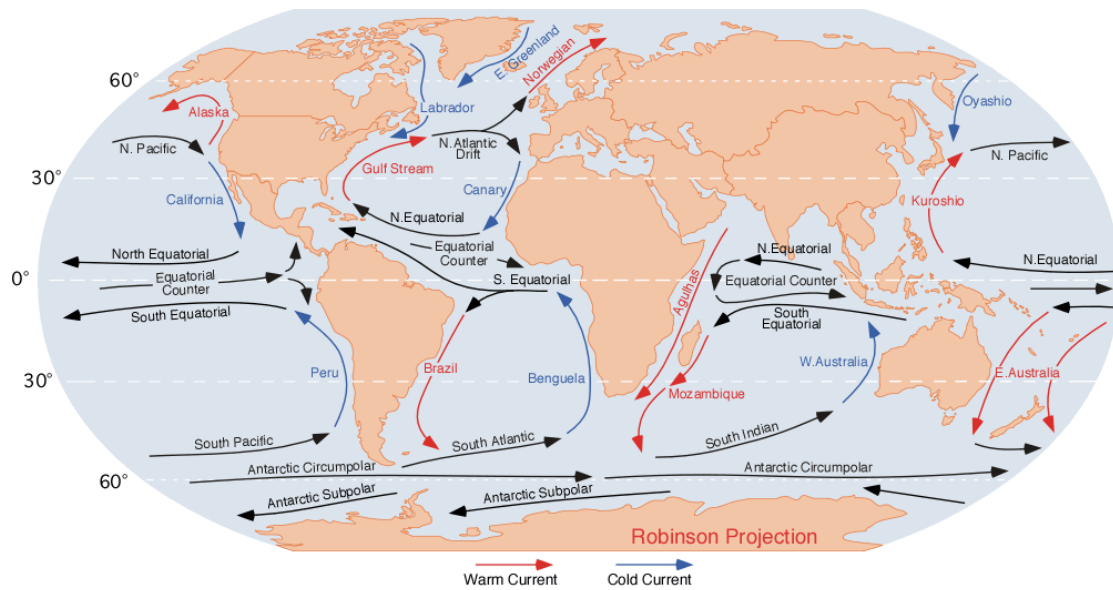 E. Greenland
Norwegian
60°
Alaska
Labrador
Oyashio
N. Pacific
N.Atlantic
Drift
N. Pacific
Gulf Stream
30°
California
Canary
Kuroshio
N.Equatorial
North Equatorial
Equatorial
Counter
N.Equatorial
N.Equatorial
0°
Equatorial
Counter
S. Equatorial
Agulhas
Equatorial Counter
South Equatorial
South
Equatorial
Peru
Brazil
Benguela
W.Australia
E.Australia
30°
Mozambique
South Pacific
South Atlantic
South Indian
Antarctic Circumpolar
Antarctic Circumpolar
60°
Antarctic Subpolar
Antarctic Subpolar
Robinson Projection
Warm Current
Cold Current